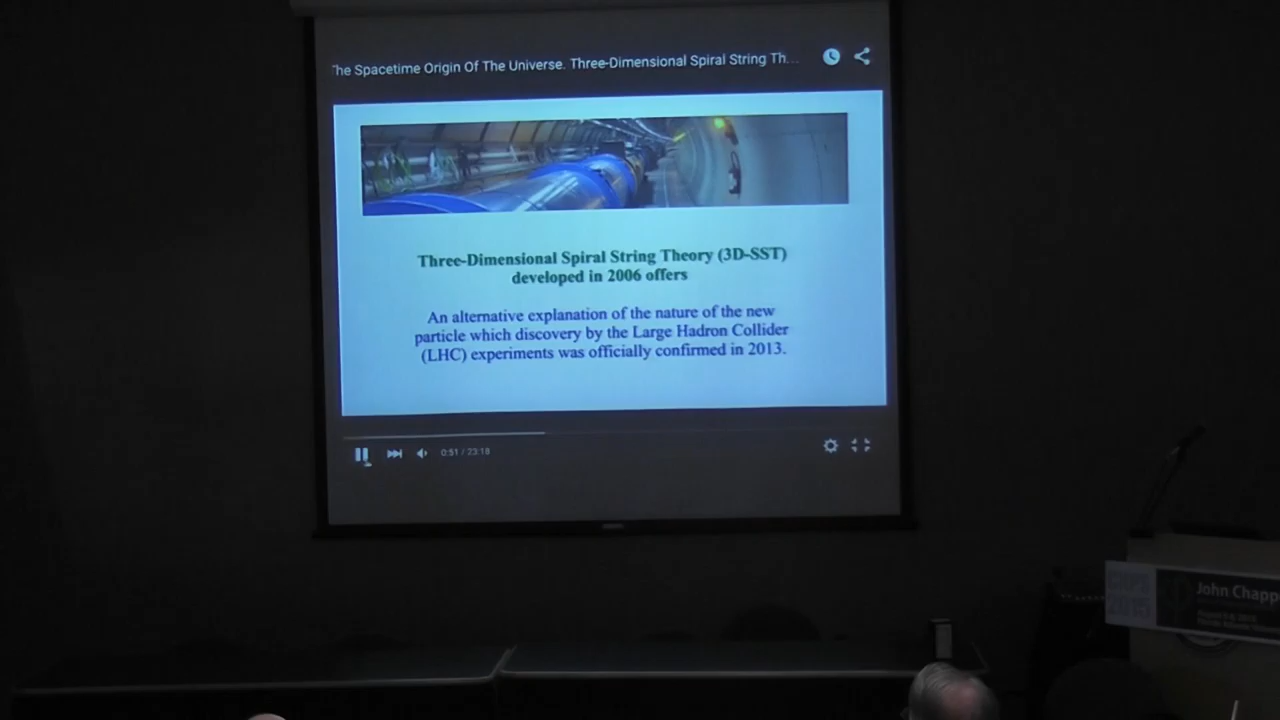 The Spacetime Origin Of The Universe. Three-Dimensional Spiral String Th...
Three-Dimensional Spiral String Theory (3D-SST)
developed in 2006 offers
An alternative explanation of the nature of the new
particle which discovery by the Large Hadron Collider
(LHC) experiments was officially confirmed in 2013.
0:51 / 23:18
John Chapp